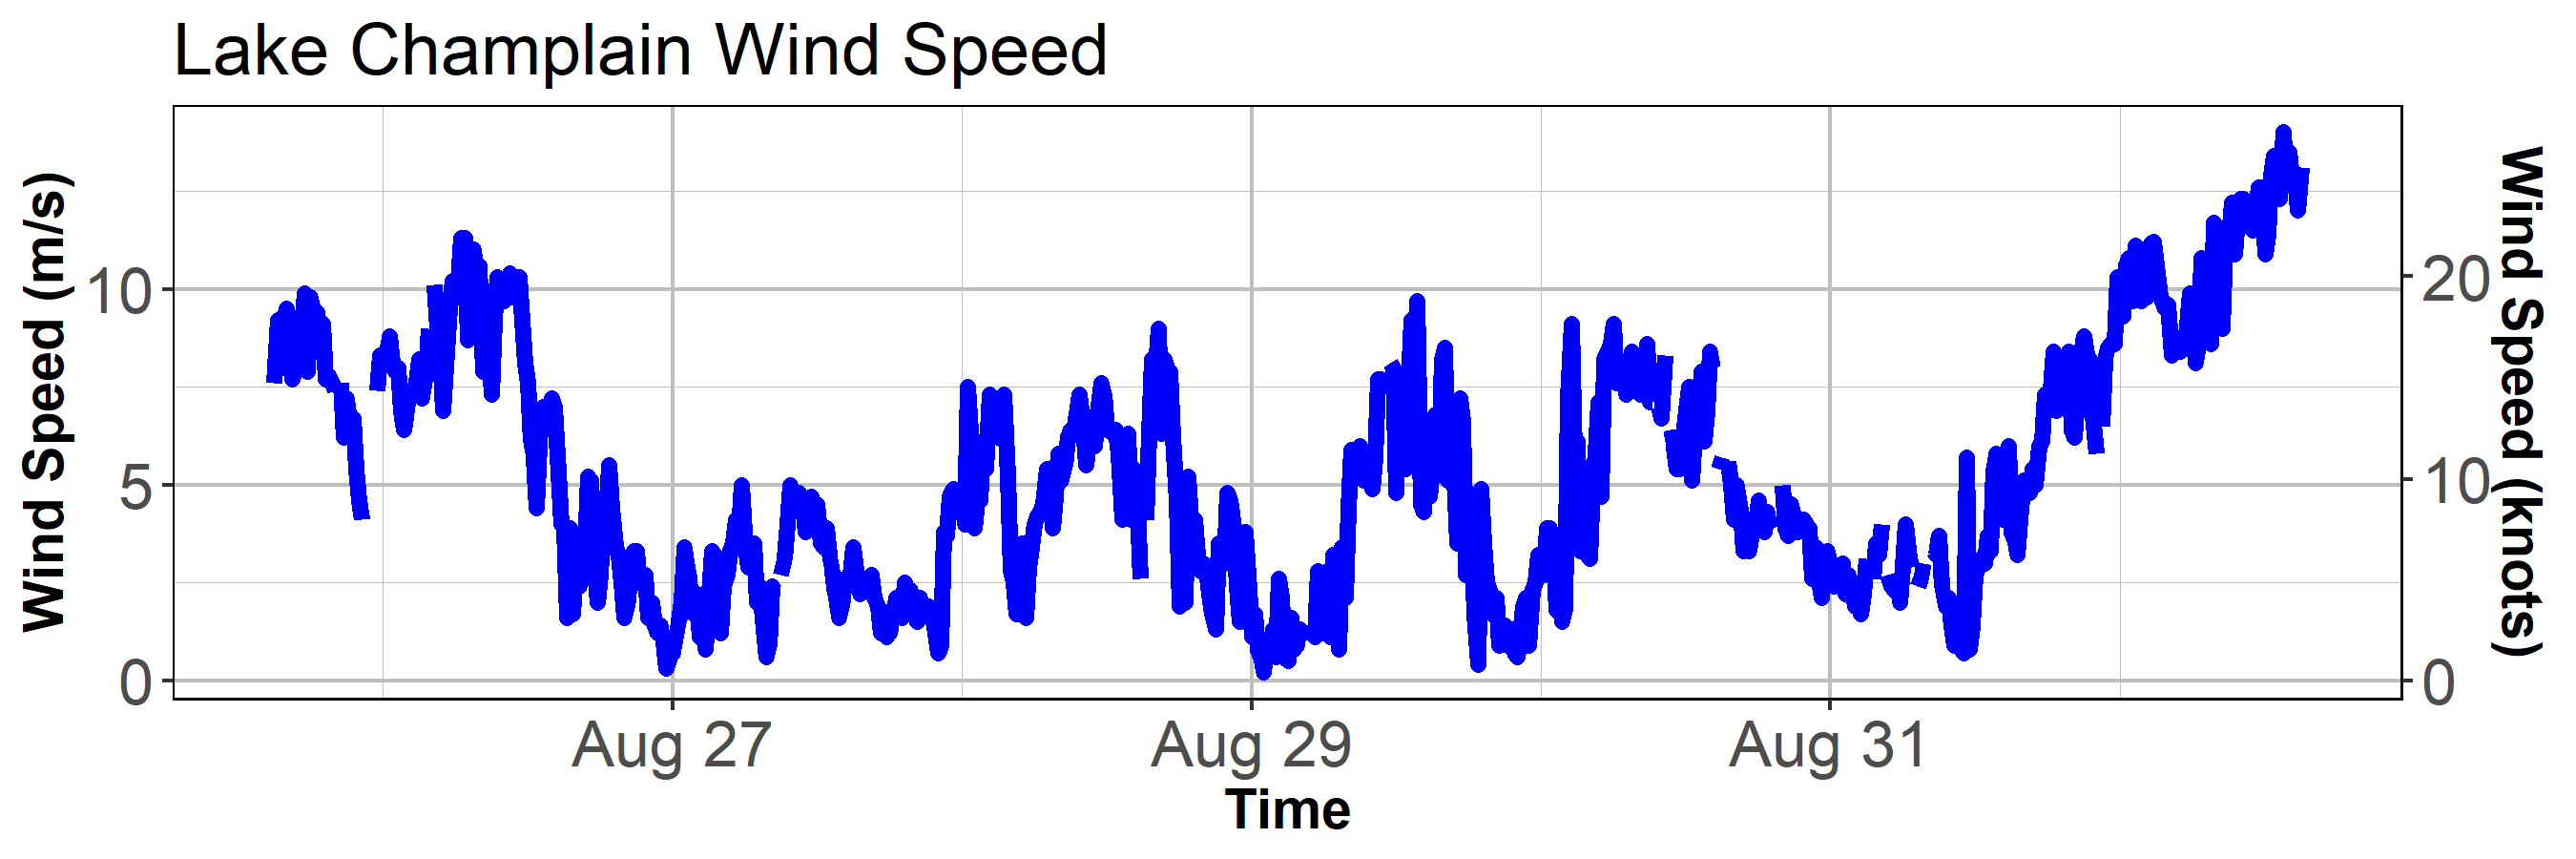 Lake Champlain Wind Speed
Wind Speed (m/s)
10
5
0
20
10
0
Wind Speed (knots)
Aug 27
Aug 29
Aug 31
Time